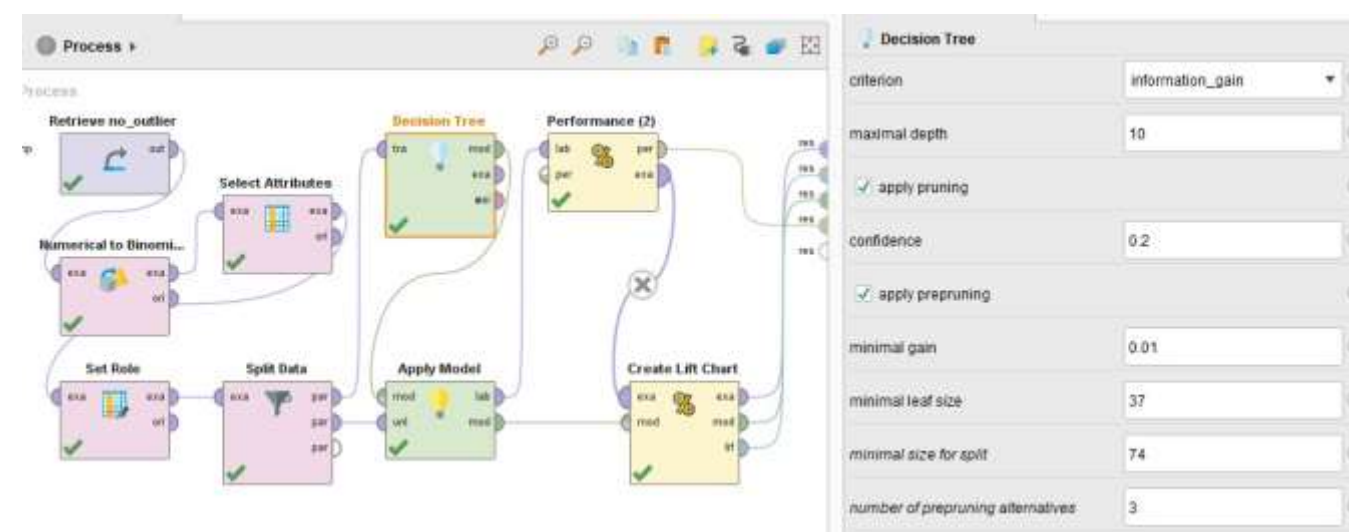 Process
Process
Retrieve no_outlier
out
Decision Tree
tra
mod
exa
Performance (2)
lab
per
per
exa
res
res
res
res
res
Select Attributes
exa
exa
ori
Numerical to Binomi...
exa
exa
ori
Set Role
exa
exa
ori
Split Data
exa
par
par
par
Apply Model
mod
lab
unl
mod
Create Lift Chart
exa
exa
mod
mod
lif
Decision Tree
criterion
information_gain
maximal depth
10
apply pruning
confidence
0.2
apply prepruning
minimal gain
0.01
minimal leaf size
37
minimal size for split
74
number of prepruning alternatives
3